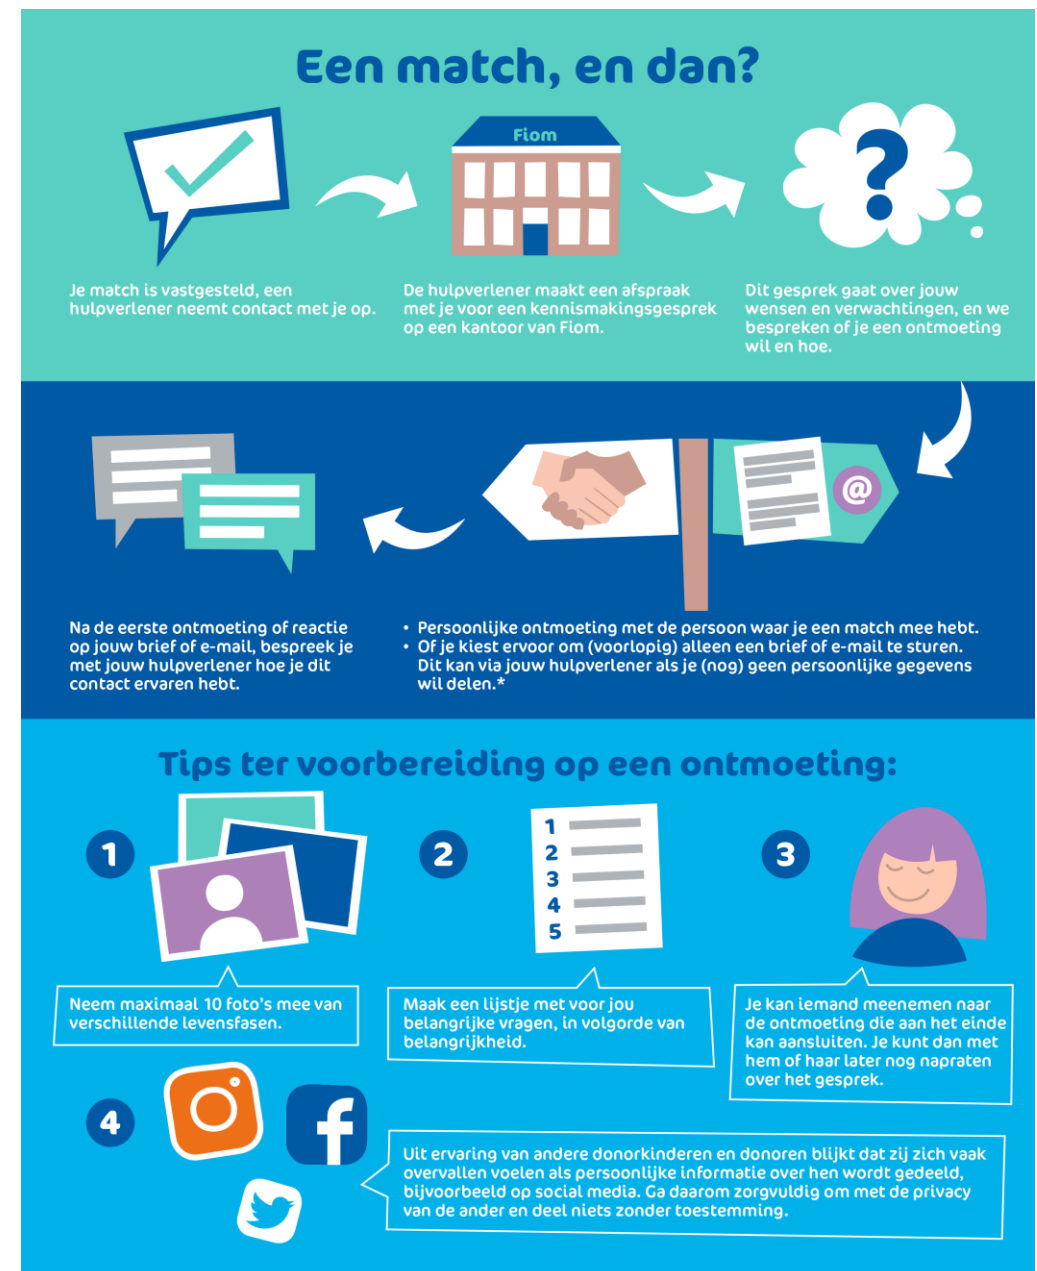 Een match, en dan?
Fiom
?
Je match is vastgesteld, een
hulpverlener neemt contact met je op.
De hulpverlener maakt een afspraak
met je voor een kennismakingsgesprek
op een kantoor van Fiom.
Dit gesprek gaat over jouw
wensen en verwachtingen, en we
bespreken of je een ontmoeting
wil en hoe.
@
Na de eerste ontmoeting of reactie
op jouw brief of e-mail, bespreek je
met jouw hulpverlener hoe je dit
contact ervaren hebt.
• Persoonlijke ontmoeting met de persoon waar je een match mee hebt.
• Of je kiest ervoor om (voorlopig) alleen een brief of e-mail te sturen.
Dit kan via jouw hulpverlener als je (nog) geen persoonlijke gegevens
wil delen.*
Tips ter voorbereiding op een ontmoeting:
1
Neem maximaal 10 foto's mee van
verschillende levensfasen.
2
1
2
3
4
5
Maak een lijstje met voor jou
belangrijke vragen, in volgorde van
belangrijkheid.
3
Je kan iemand meenemen naar
de ontmoeting die aan het einde
kan aansluiten. Je kunt dan met
hem of haar later nog napraten
over het gesprek.
4
f
Uit ervaring van andere donorkinderen en donoren blijkt dat zij zich vaak
overvallen voelen als persoonlijke informatie over hen wordt gedeeld,
bijvoorbeeld op social media. Ga daarom zorgvuldig om met de privacy
van de ander en deel niets zonder toestemming.